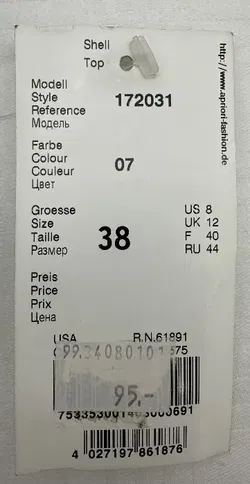 Shell
Top
http://www.apriori-fashion.de
Modell
Style
Reference
Модель
172031
Farbe
Colour
Couleur
Цвет
07
Groesse
Size
Taille
Размер
38
US 8
UK 12
F 40
RU 44
Preis
Price
Prix
Цена
USA R.N.61891
95,-
4 027197 861876